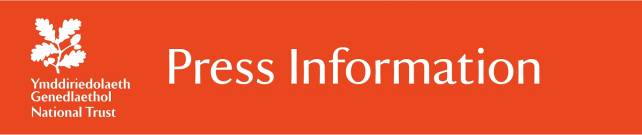 Press Information
Ymddiriedolaeth
Genedlaethol
National Trust